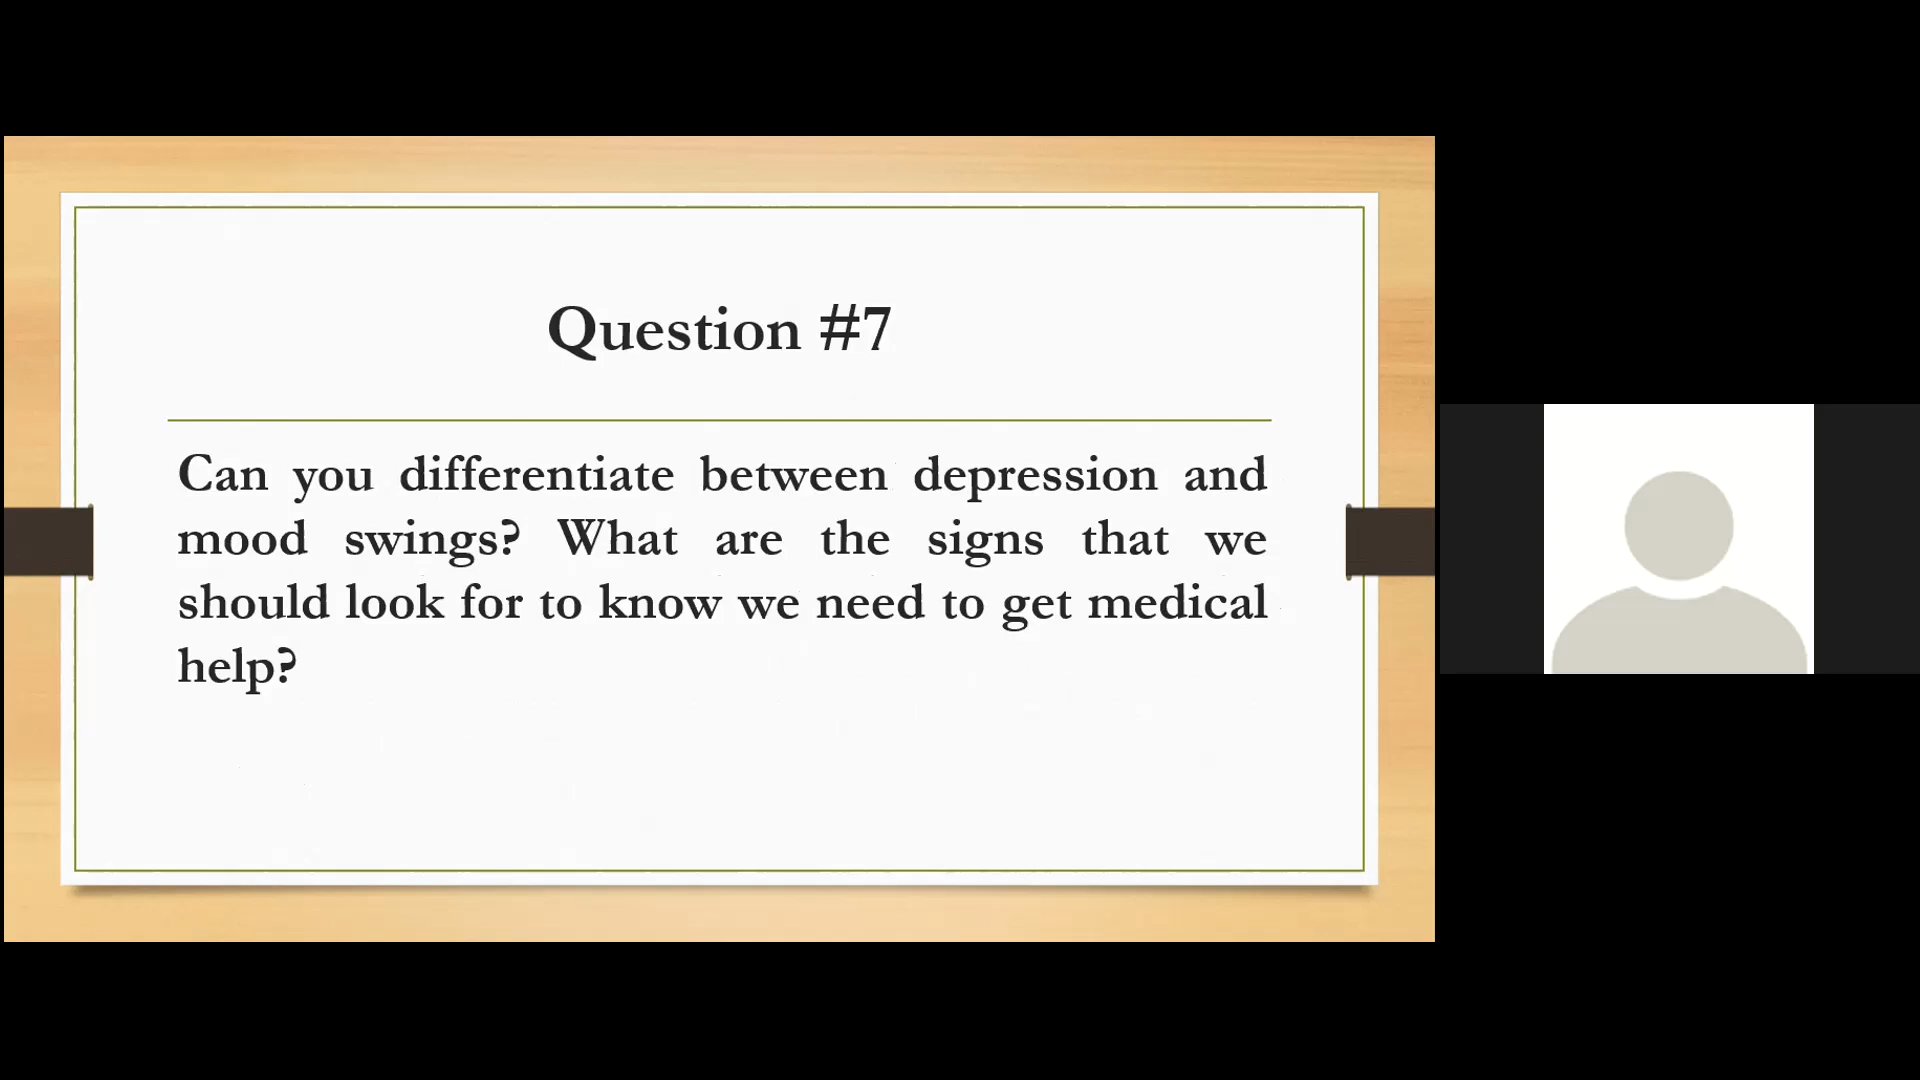 Question #7
Can you differentiate between depression and
mood swings? What are the signs that we
should look for to know we need to get medical
help?